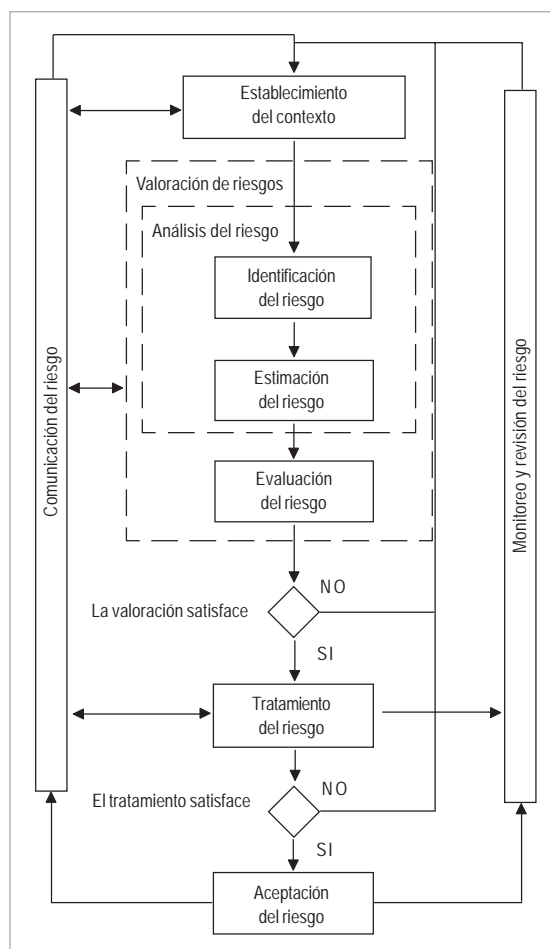 Establecimiento
del contexto
Valoración de riesgos
Análisis del riesgo
Identificación
del riesgo
Estimación
del riesgo
Evaluación
del riesgo
Comunicación del riesgo
Monitoreo y revisión del riesgo
La valoración satisface
NO
SI
Tratamiento
del riesgo
El tratamiento satisface
NO
SI
Aceptación
del riesgo